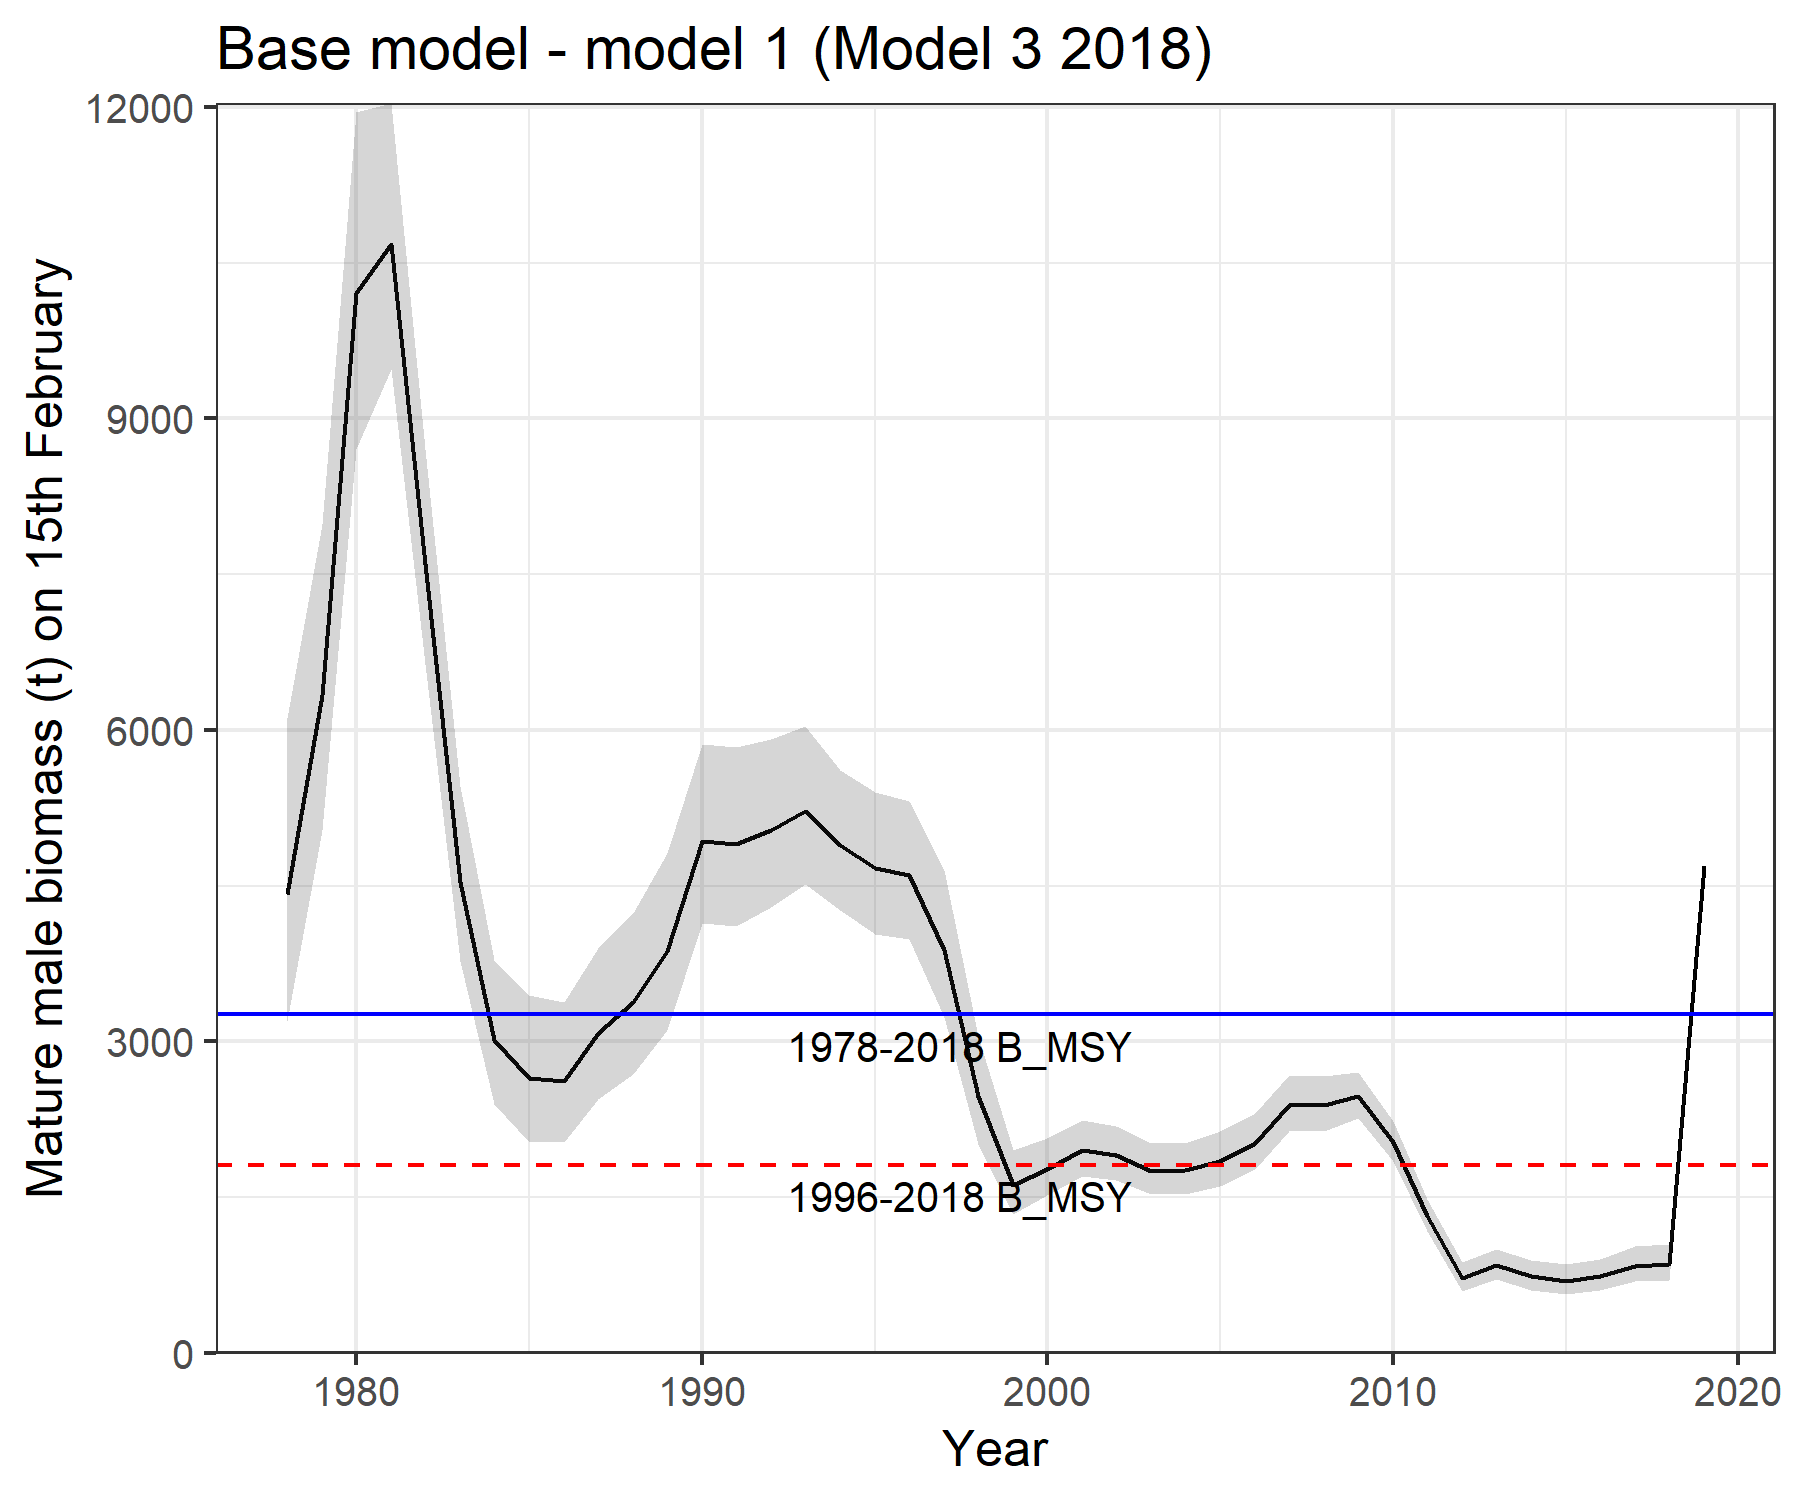 Base model - model 1 (Model 3 2018)
Mature male biomass (t) on 15th February
12000
9000
6000
3000
0
1978-2018 B_MSY
1996-2018 B_MSY
1980
1990
2000
2010
2020
Year